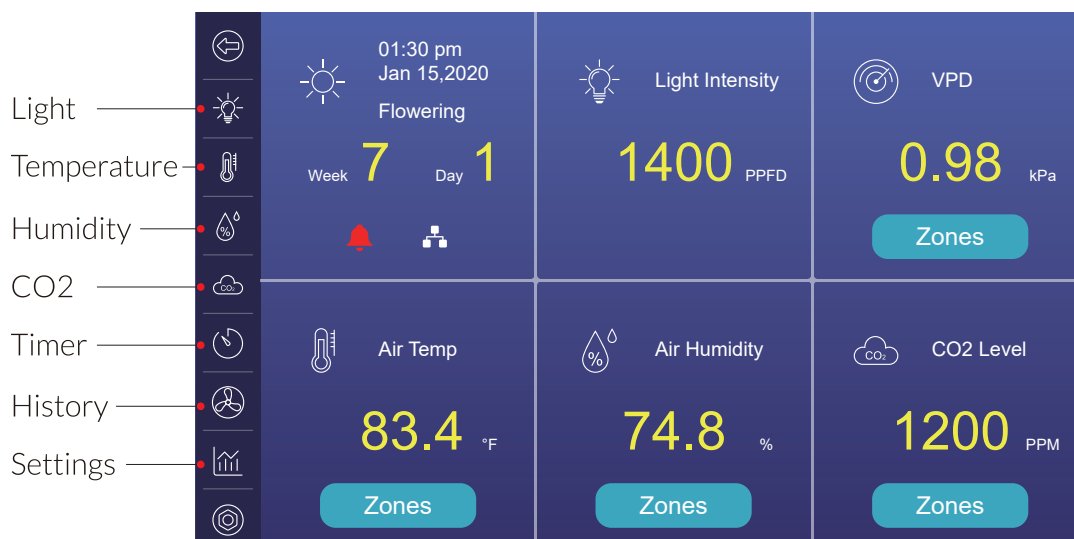 Light
Temperature
Humidity
CO2
Timer
History
Settings
%
CO₂
01:30 pm
Jan 15,2020
Flowering
Week 7 Day 1
Light Intensity
1400 PPFD
VPD
0.98 kPa
Zones
Air Temp
83.4 °F
Zones
%
Air Humidity
74.8 %
Zones
CO₂
CO2 Level
1200 PPM
Zones